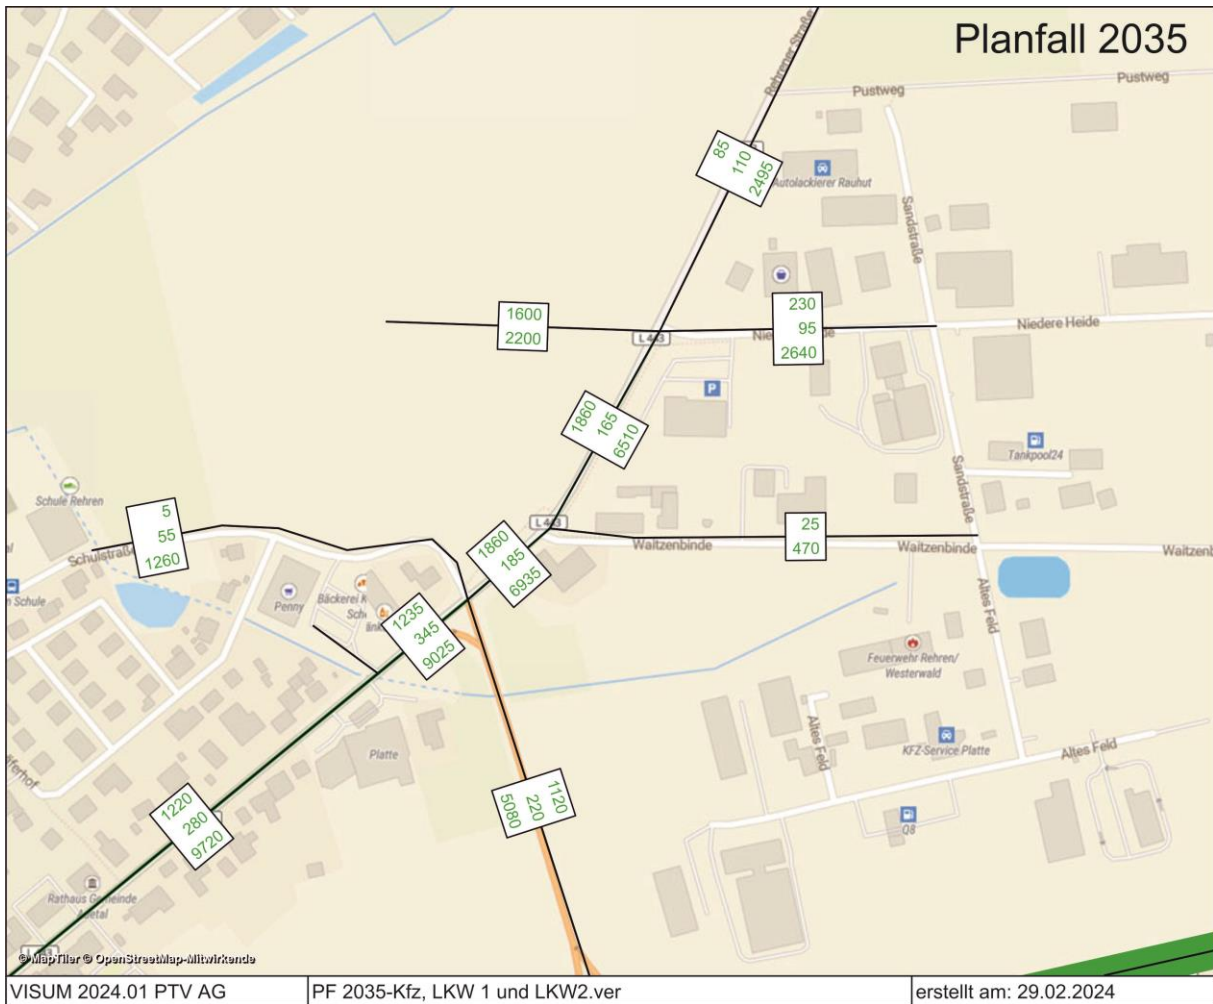 Planfall 2035
Rehrener Straße
Pustweg
Pustweg
85
110
2495
Autolackierer Rauhut
Sandstraße
1600
2200
230
95
2640
Niedere Heide
L 443
1860
165
6510
P
Tankpool24
Sandstraße
Schule Rehren
5
55
1260
Schulstraße
L 443
1860
185
6935
Waitzenbinde
25
470
Waitzenbinde
Penny
Bäckerei
1235
345
9025
Altes Feld
Feuerwehr Rehren/
Westerwald
Platte
Altes Feld
KFZ-Service Platte
Altes Feld
1120
220
5080
Q8
1220
280
9720
© MapTiler © OpenStreetMap-Mitwirkende
VISUM 2024.01 PTV AG
PF 2035-Kfz, LKW 1 und LKW2.ver
erstellt am: 29.02.2024